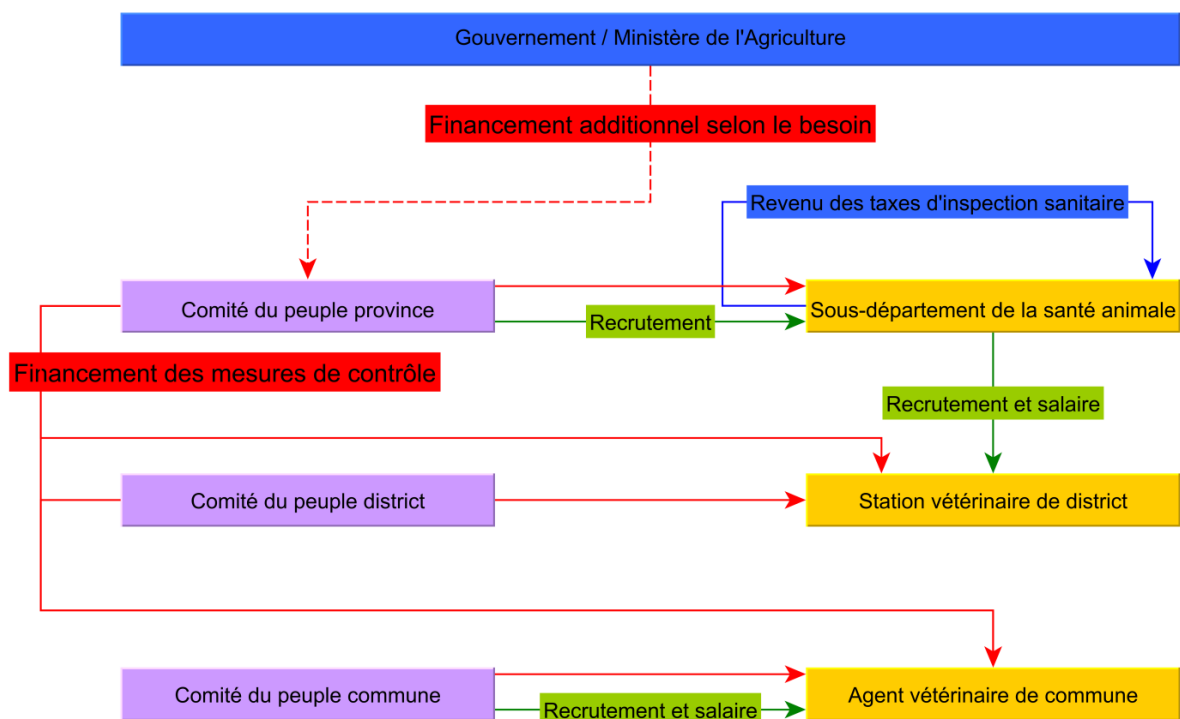 Gouvernement / Ministère de l'Agriculture
Financement additionnel selon le besoin
Revenu des taxes d'inspection sanitaire
Comité du peuple province
Recrutement
Sous-département de la santé animale
Financement des mesures de contrôle
Recrutement et salaire
Comité du peuple district
Station vétérinaire de district
Comité du peuple commune
Recrutement et salaire
Agent vétérinaire de commune